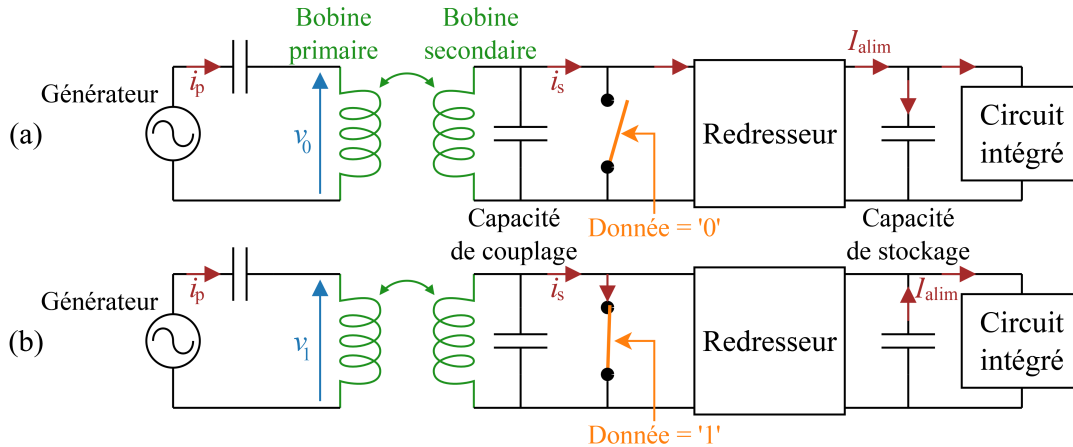 Bobine
primaire
Bobine
secondaire
Générateur
i_p
v_0
i_s
I_alim
(a)
Redresseur
Circuit
intégré
Donnée = '0'
Capacité
de couplage
Capacité
de stockage
Générateur
i_p
v_1
i_s
I_alim
(b)
Redresseur
Circuit
intégré
Donnée = '1'